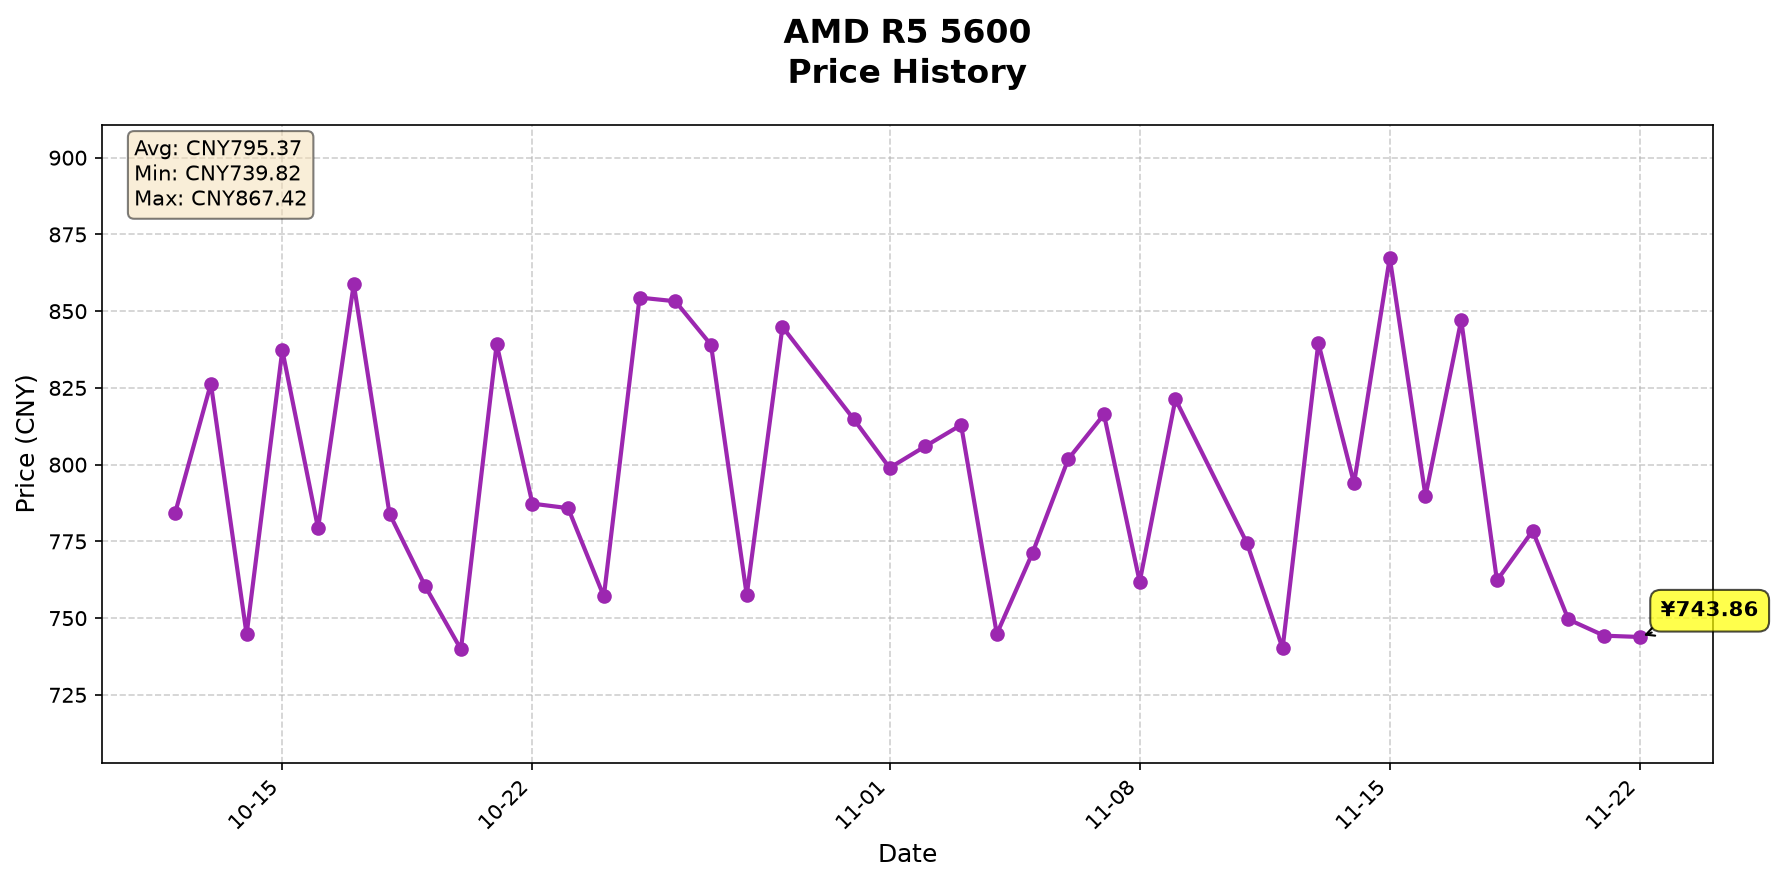 AMD R5 5600
Price History
Avg: CNY795.37
Min: CNY739.82
Max: CNY867.42
900
875
850
825
800
775
750
725
Price (CNY)
¥743.86
10-15
10-22
11-01
11-08
11-15
11-22
Date